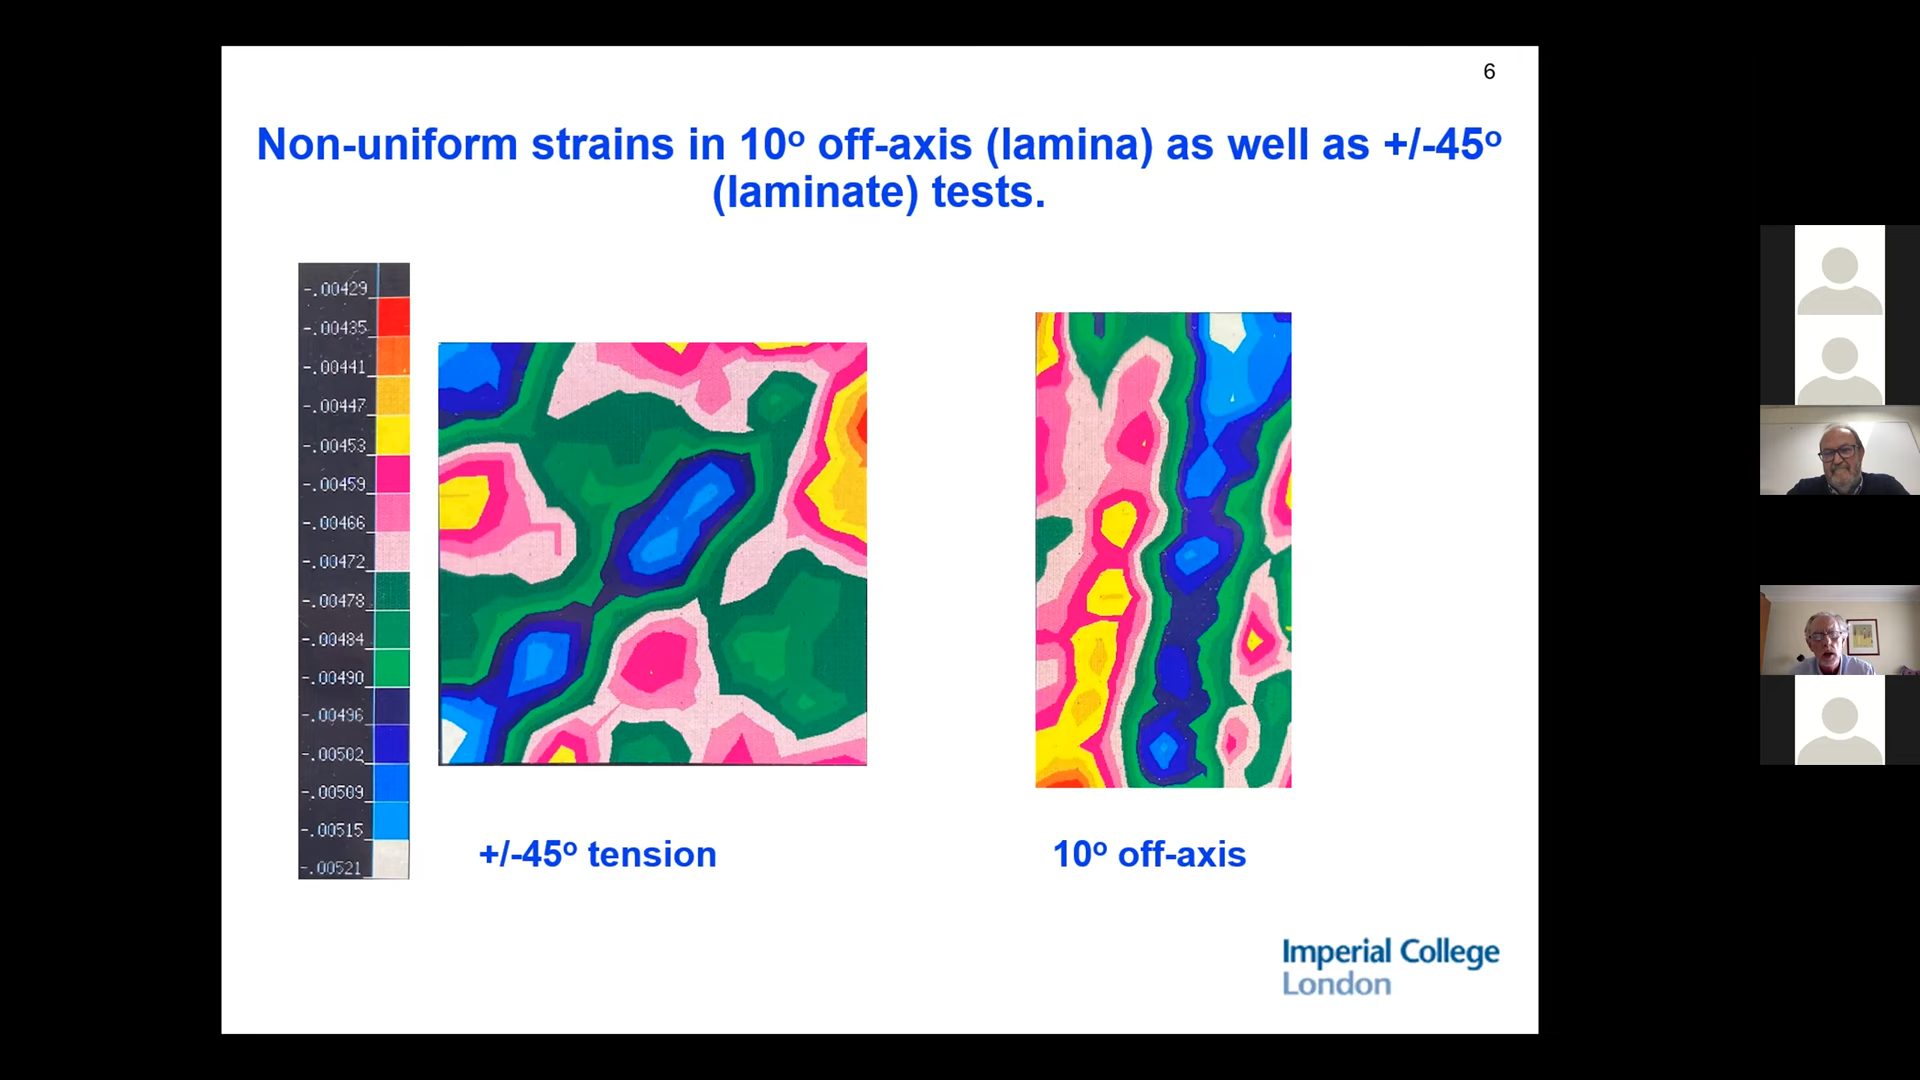 6
Non-uniform strains in 10º off-axis (lamina) as well as +/-45º
(laminate) tests.
-.00429
-.00435
-.00441
-.00447
-.00453
-.00459
-.00466
-.00472
-.00478
-.00484
-.00490
-.00496
-.00502
-.00509
-.00515
-.00521
+/-45º tension
10º off-axis
Imperial College
London